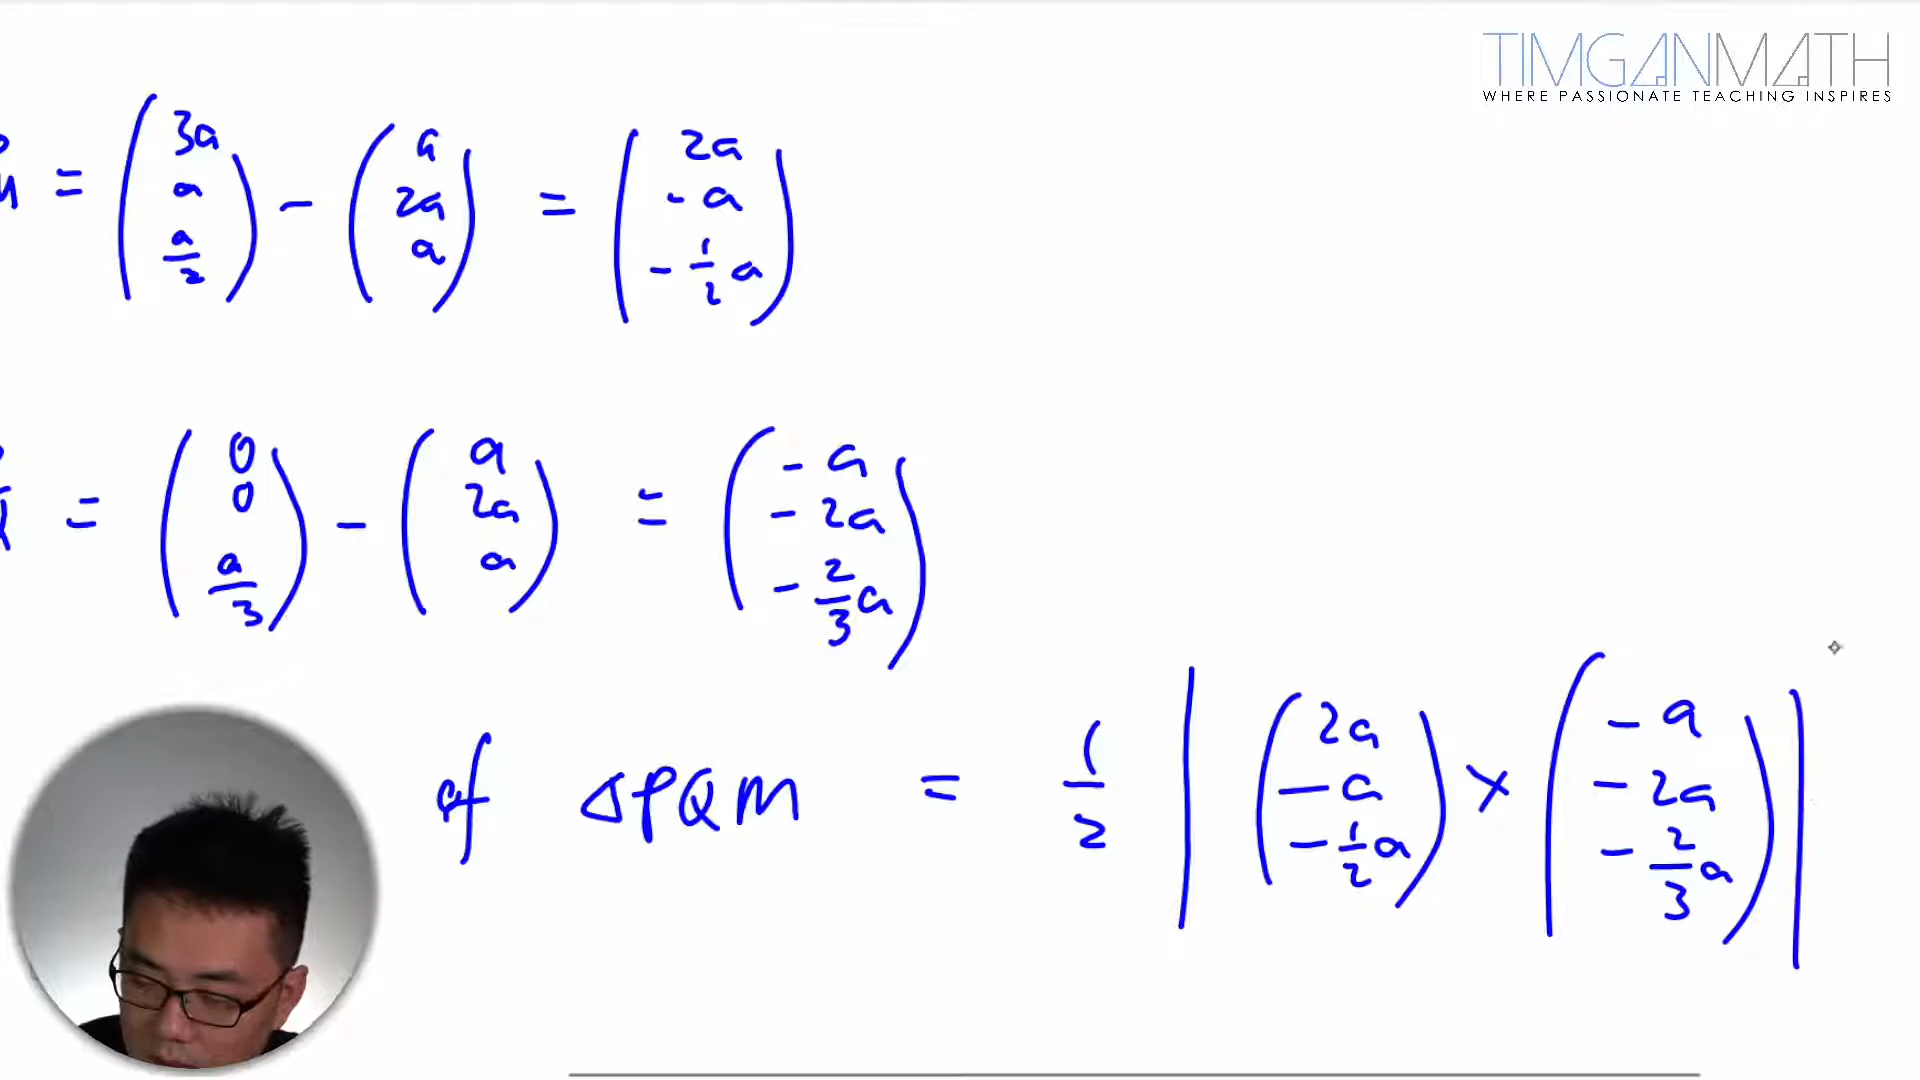 TIMGANMATH
WHERE PASSIONATE TEACHING INSPIRES
= (3a, a, a/2) - (a, 2a, a) = (2a, -a, -1/2 a)
= (0, 0, a/3) - (a, 2a, a) = (-a, -2a, -2/3 a)
of △PQM = 1/2 | (2a, -a, -1/2 a) × (-a, -2a, -2/3 a) |